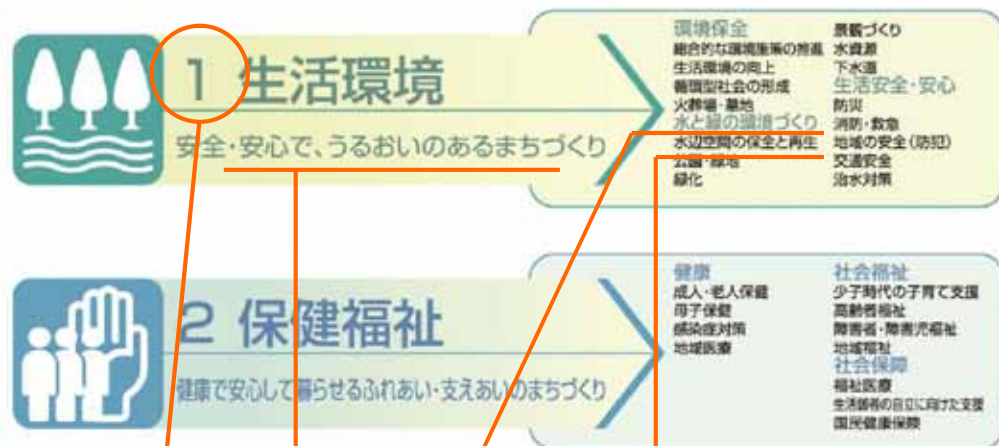 1 生活環境
安全・安心で、うるおいのあるまちづくり
環境保全
総合的な環境施策の推進
生活環境の向上
循環型社会の形成
火葬場・墓地
水と緑の環境づくり
水辺空間の保全と再生
公園・緑地
緑化
景観づくり
水資源
下水道
生活安全・安心
防災
消防・救急
地域の安全(防犯)
交通安全
治水対策
2 保健福祉
健康で安心して暮らせるふれあい・支えあいのまちづくり
健康
成人・老人保健
母子保健
感染症対策
地域医療
社会福祉
少子時代の子育て支援
高齢者福祉
障害者・障害児福祉
地域福祉
社会保障
福祉医療
生活困窮者の自立に向けた支援
国民健康保険